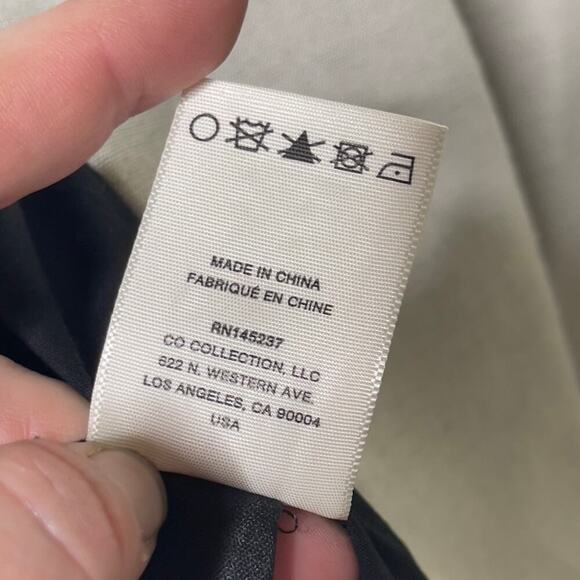 MADE IN CHINA
FABRIQUÉ EN CHINE
RN145237
CO COLLECTION, LLC
622 N. WESTERN AVE.
LOS ANGELES, CA 90004
USA